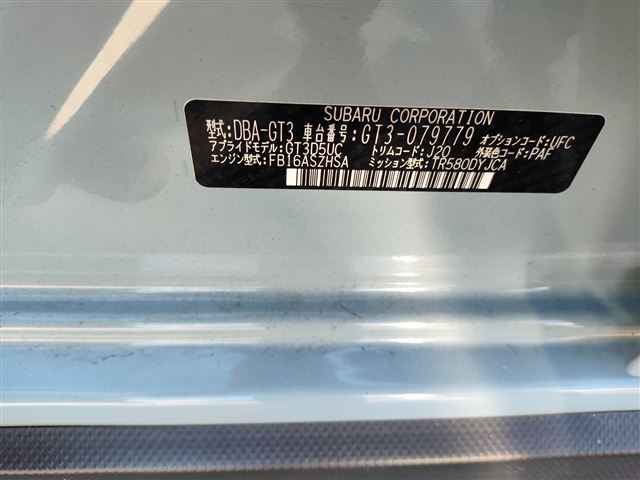 SUBARU CORPORATION
型式:DBA-GT3 車台番号:GT3-079779 オプションコード:UFC
アプライドモデル:GT3D5UC トリムコード:J20 外装色コード:PAF
エンジン型式:FB16ASZHSA ミッション型式:TR580DYJCA